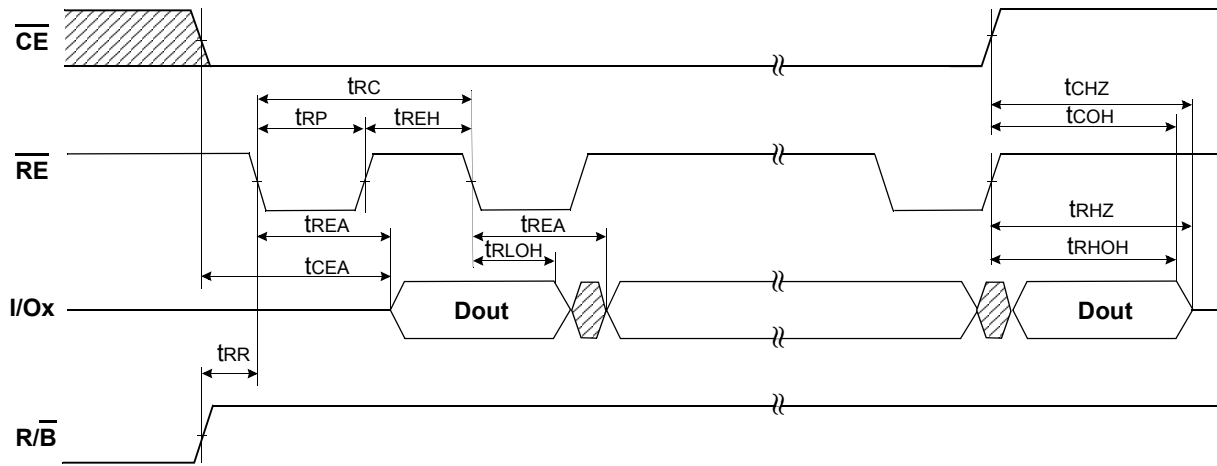 CE
tRC
tCHZ
tRP
tREH
tCOH
RE
tREA
tREA
tRHZ
tRLOH
tCEA
tRHOH
I/Ox
Dout
Dout
tRR
R/B